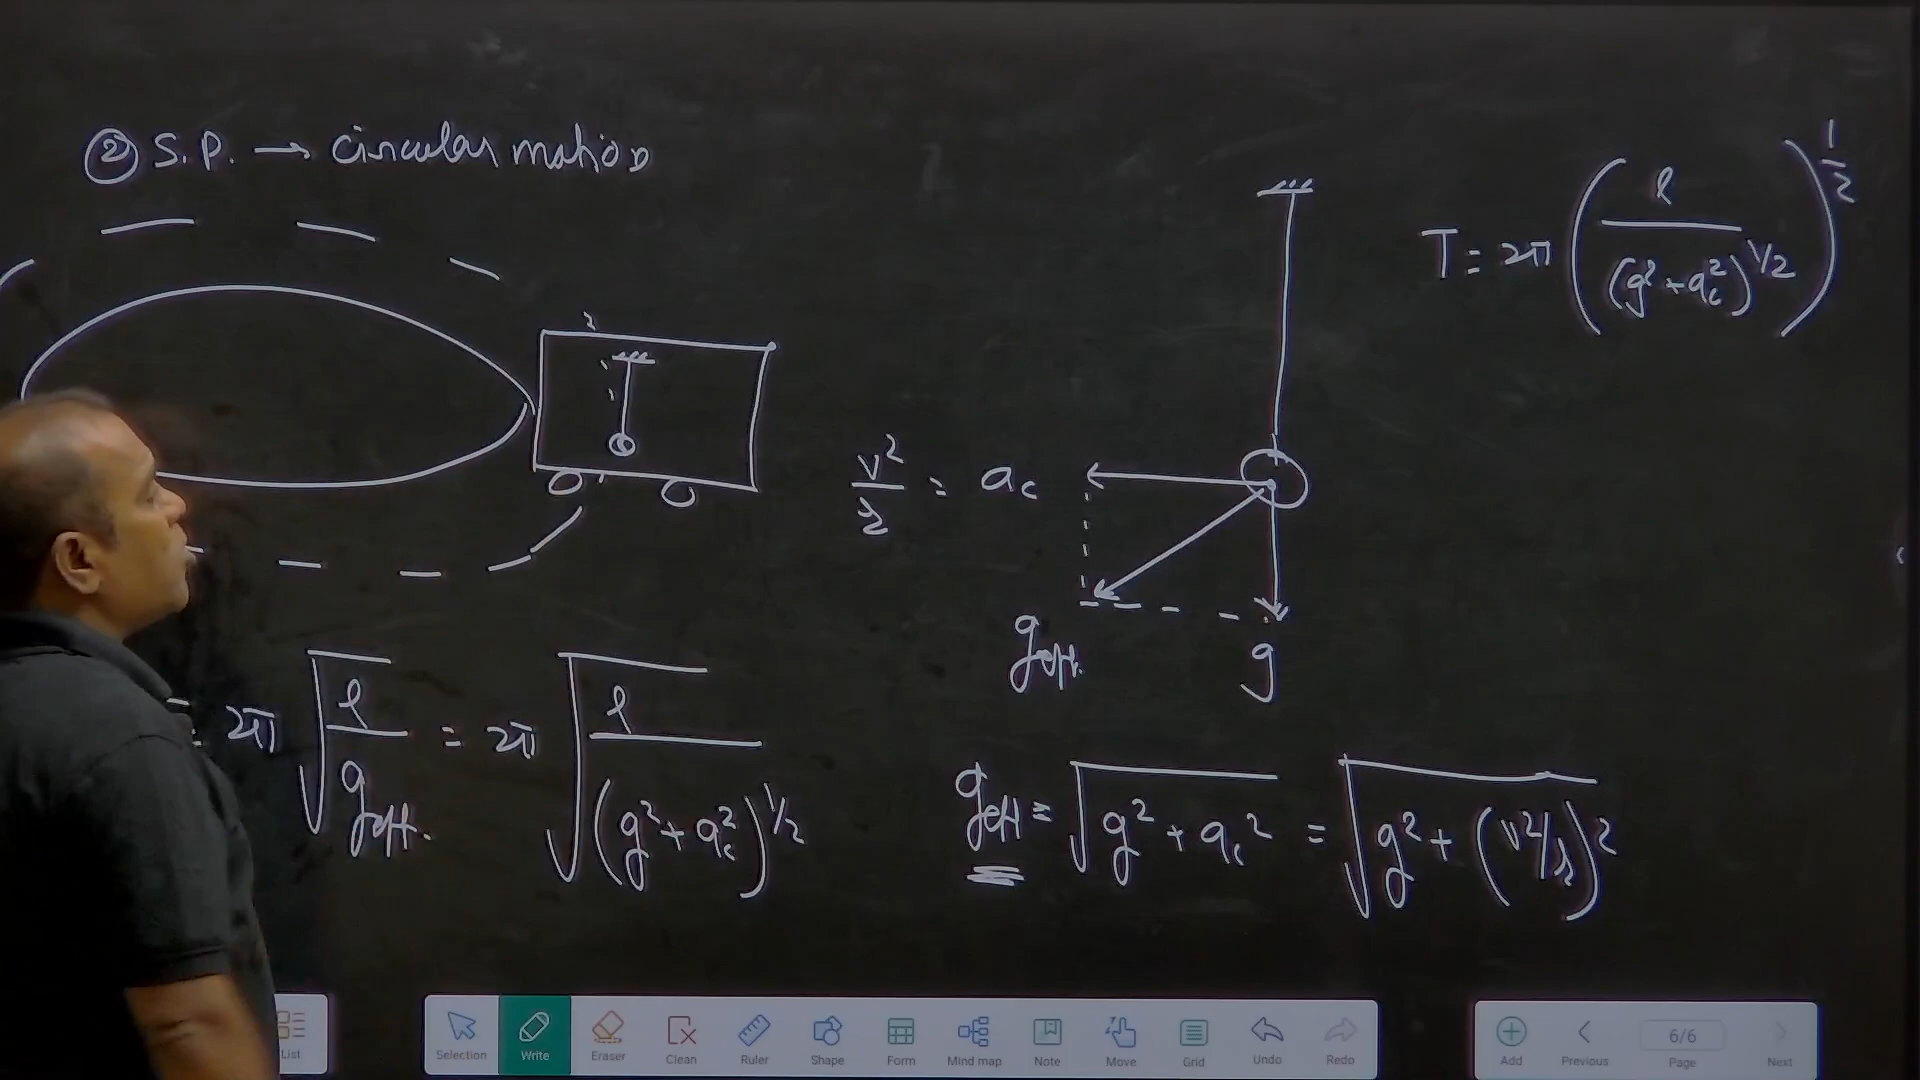 ② S.P. → circular motion
T = 2π (l / (g² + a_c²)^1/2)^1/2
v²/r = a_c
g_eff.
g
= 2π √(l / g_eff.) = 2π √(l / (g² + a_c²)^1/2)
g_eff = √(g² + a_c²) = √(g² + (v²/r)²)
List
Selection Write Eraser Clean Ruler Shape Form Mind map Note Move Grid Undo Redo
Add Previous 6/6 Page Next